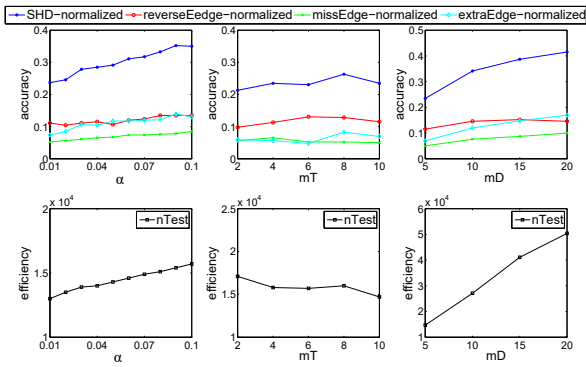 SHD-normalized reverseEedge-normalized missEdge-normalized extraEdge-normalized
0.4 0.4 0.5
0.3 0.3 0.4
0.2 0.2 0.3
0.1 0.1 0.2
0 0 0.1
0
accuracy accuracy accuracy
0.01 0.04 0.07 0.1 2 4 6 8 10 5 10 15 20
α mT mD
2 x 10^4 2.5 x 10^4 6 x 10^4
nTest nTest nTest
1.5 2 5
1 1.5 4
1 3
2
1
efficiency efficiency efficiency
0.01 0.04 0.07 0.1 2 4 6 8 10 5 10 15 20
α mT mD